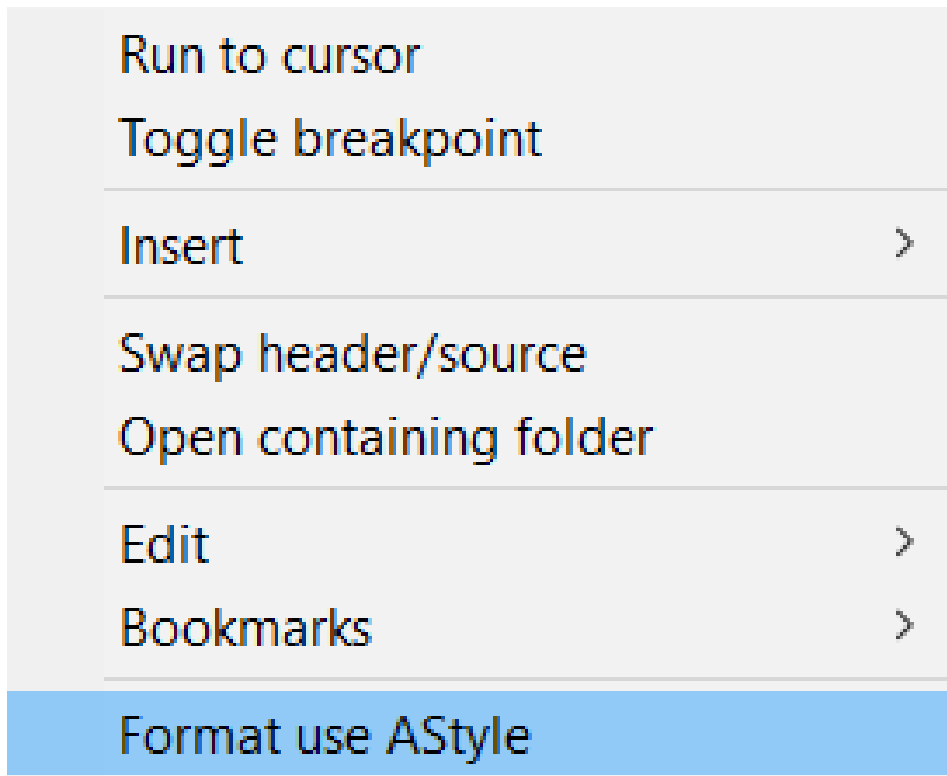 Run to cursor
Toggle breakpoint
Insert
Swap header/source
Open containing folder
Edit
Bookmarks
Format use AStyle